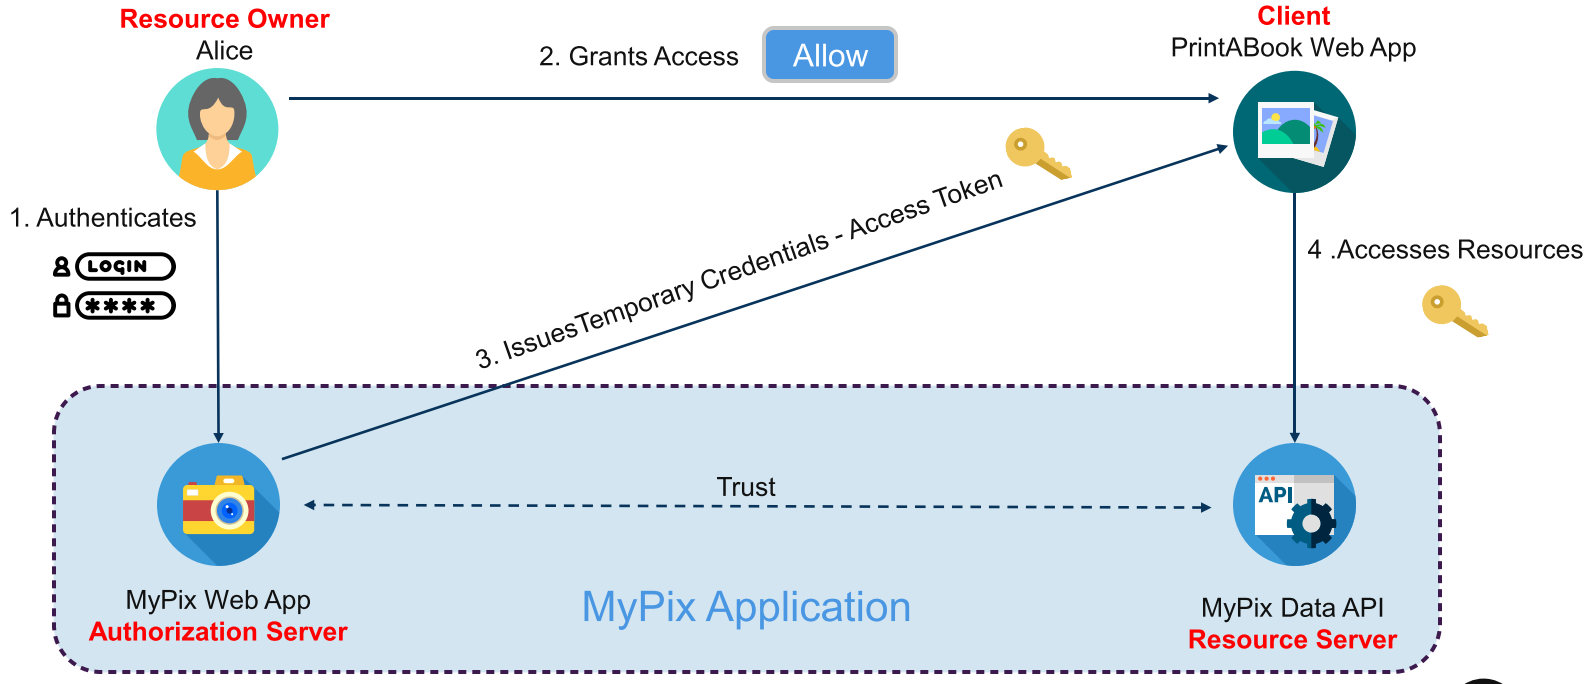 Resource Owner
Alice
Client
PrintABook Web App
2. Grants Access
Allow
1. Authenticates
LOGIN
****
3. IssuesTemporary Credentials - Access Token
4 .Accesses Resources
Trust
API
MyPix Web App
Authorization Server
MyPix Application
MyPix Data API
Resource Server